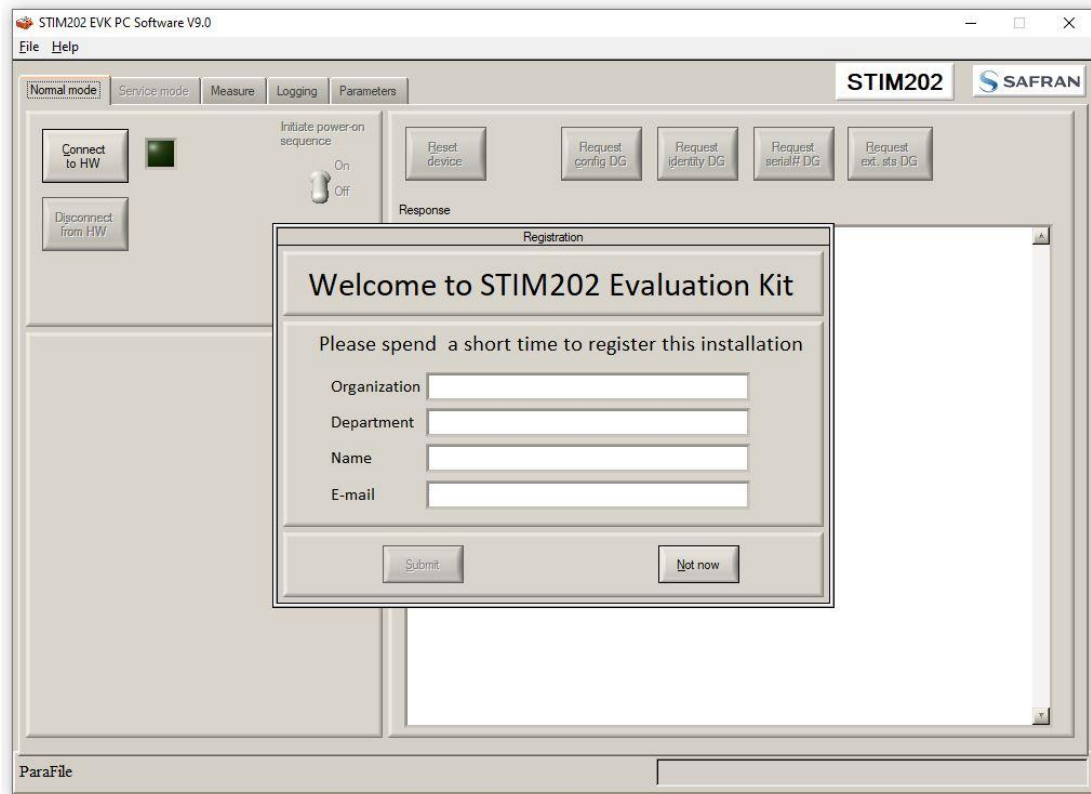 STIM202 EVK PC Software V9.0
File Help
Normal mode
Service mode
Measure
Logging
Parameters
STIM202
SAFRAN
Connect
to HW
Disconnect
from HW
Initiate power-on
sequence
On
Off
Reset
device
Request
config DG
Request
identity DG
Request
serial# DG
Request
ext. sts DG
Response
Registration
Welcome to STIM202 Evaluation Kit
Please spend a short time to register this installation
Organization
Department
Name
E-mail
Submit
Not now
ParaFile